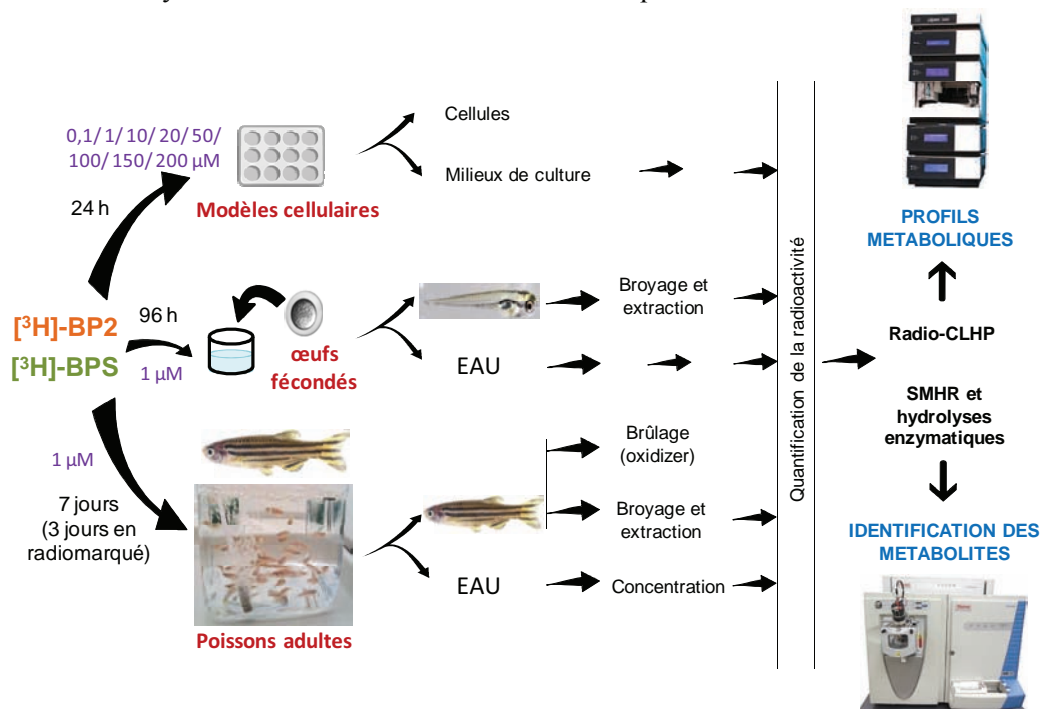 0,1/ 1/ 10/ 20/ 50/
100/ 150/ 200 µM
24 h
Modèles cellulaires
Cellules
Milieux de culture
[³H]-BP2
[³H]-BPS
96 h
1 µM
œufs
fécondés
Broyage et
extraction
EAU
1 µM
7 jours
(3 jours en
radiomarqué)
Poissons adultes
Brûlage
(oxidizer)
Broyage et
extraction
EAU
Concentration
Quantification de la radioactivité
PROFILS
METABOLIQUES
Radio-CLHP
SMHR et
hydrolyses
enzymatiques
IDENTIFICATION DES
METABOLITES